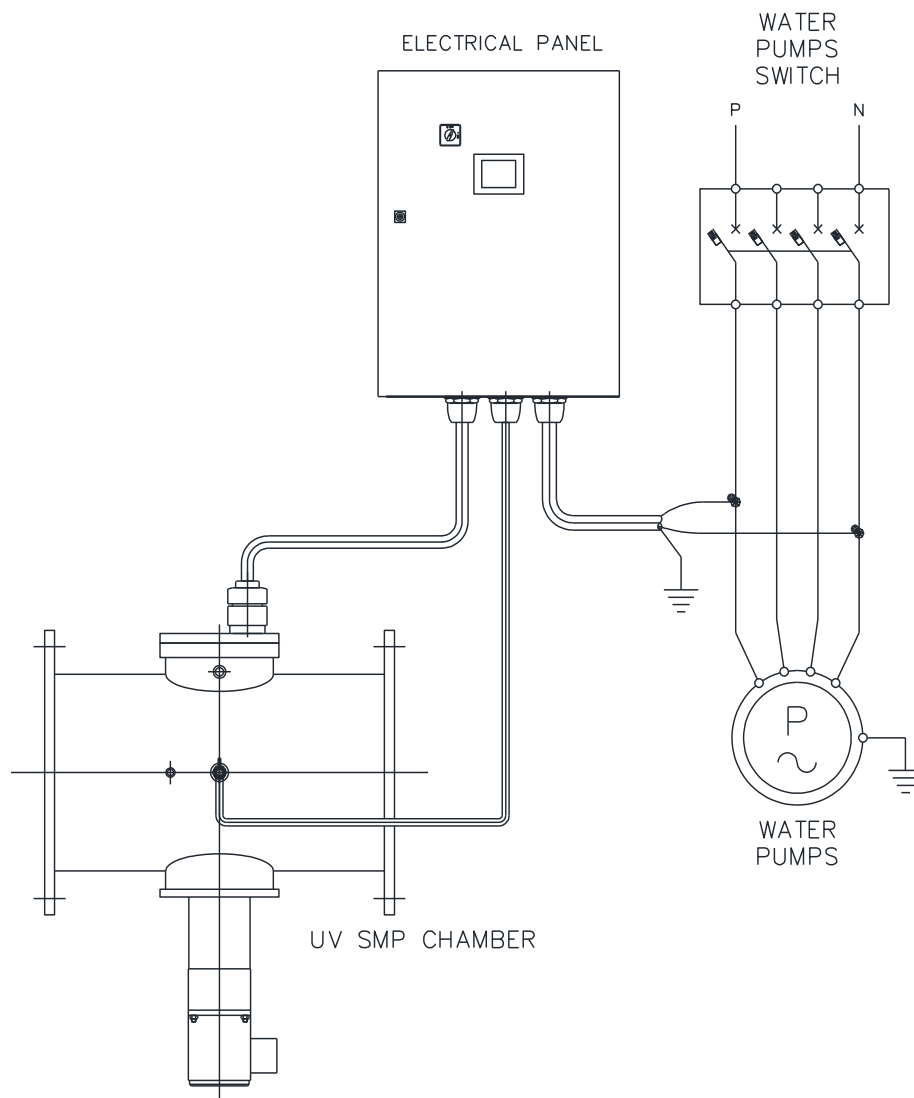 ELECTRICAL PANEL
WATER
PUMPS
SWITCH
P
N
P
WATER
PUMPS
UV SMP CHAMBER